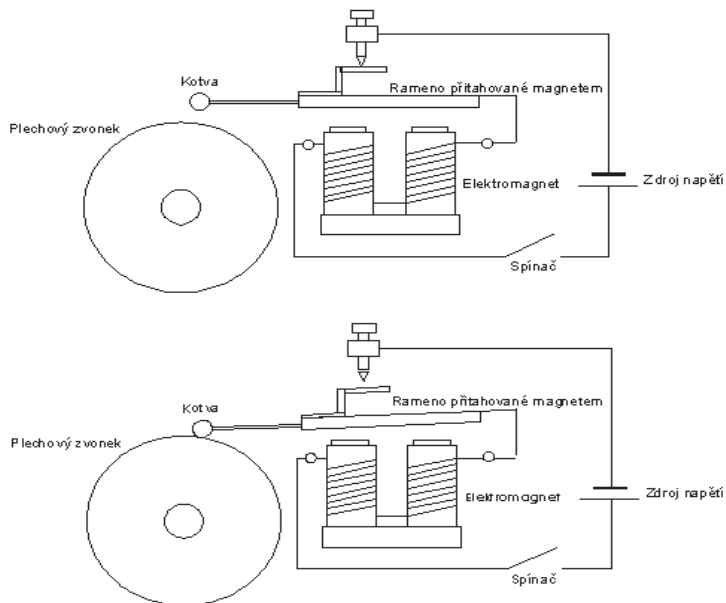 Kotva
Rameno přitahované magnetem
Plechový zvonek
Elektromagnet
Zdroj napětí
Spínač
Rameno přitahované magnetem
Kotva
Plechový zvonek
Elektromagnet
Zdroj napětí
Spínač